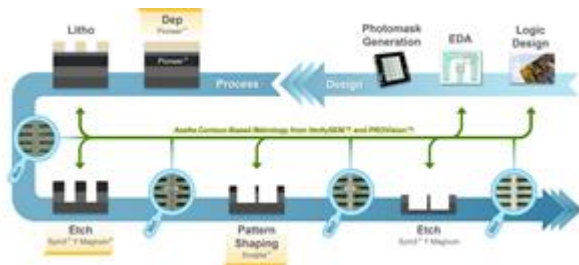 Litho
Dep
Pioneer™
Pioneer™
Photomask
Generation
EDA
Logic
Design
Process
Design
Aselta Contour-Based Metrology from VeritySEM™ and PROVision™
Etch
Sym3™ Y Magnum™
Pattern
Shaping
Sculpta™
Etch
Sym3™ Y Magnum